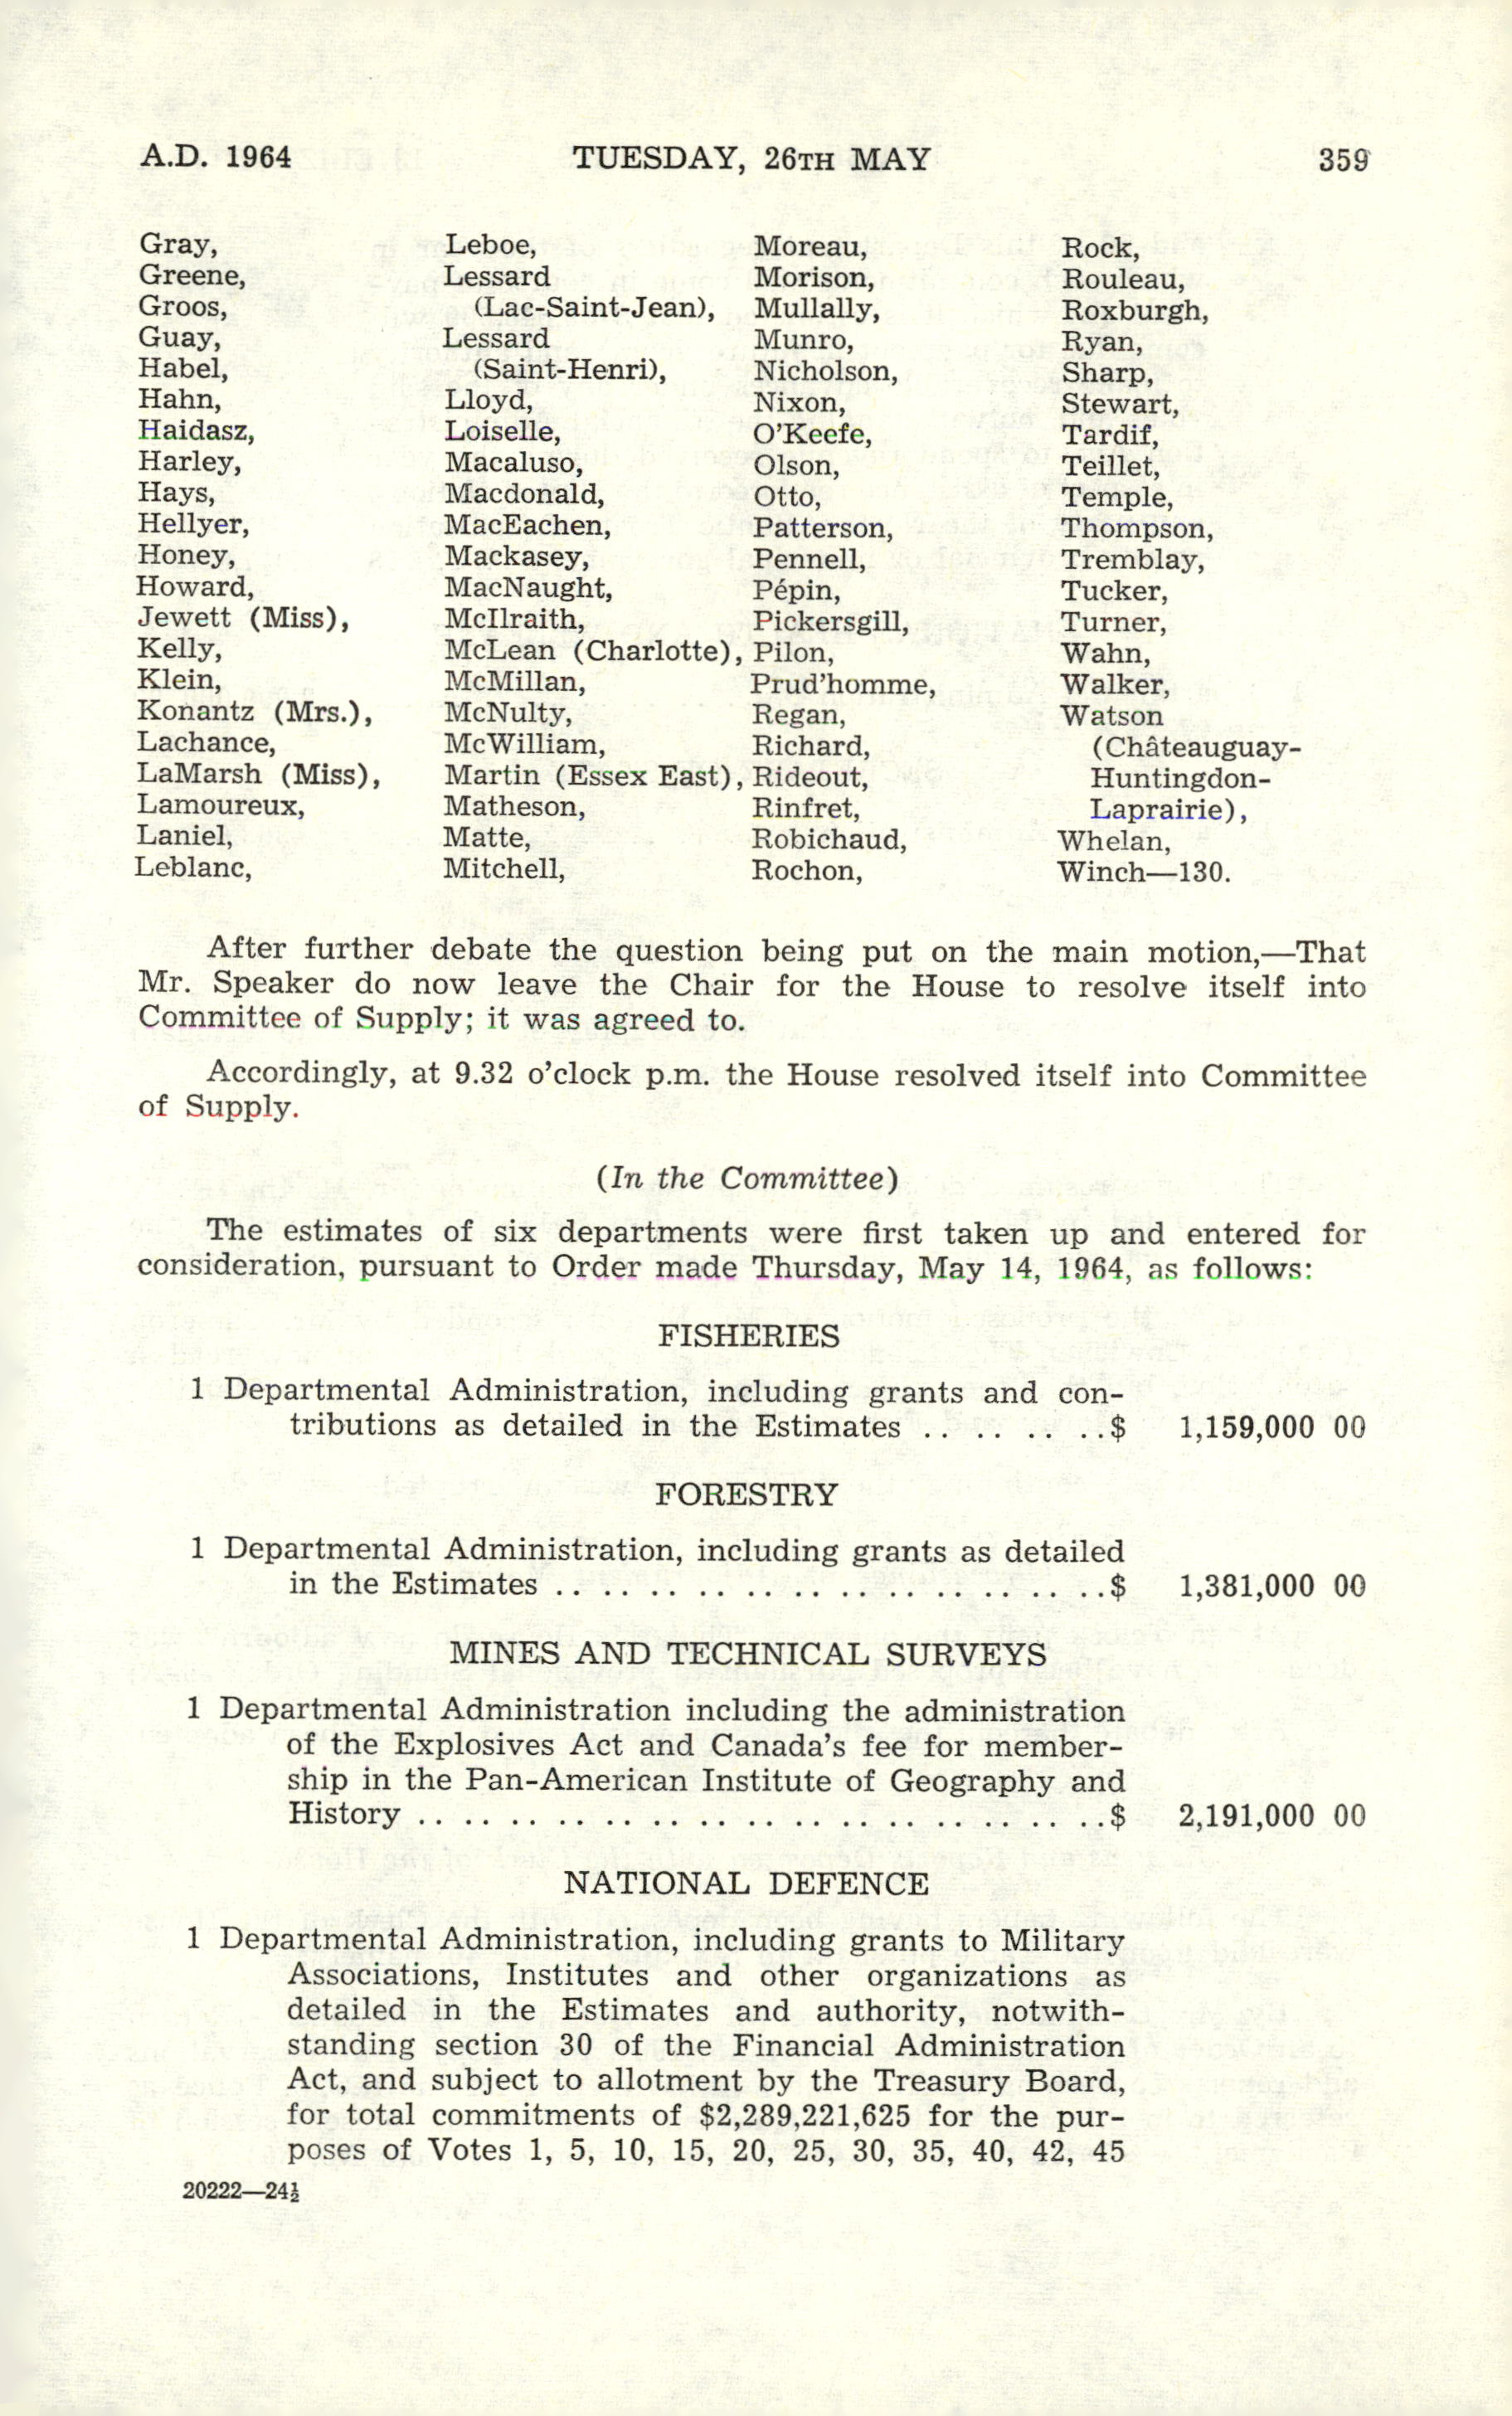 A.D. 1964 TUESDAY, 26TH MAY 359
Gray,
Greene,
Groos,
Guay,
Habel,
Hahn,
Haidasz,
Harley,
Hays,
Hellyer,
Honey,
Howard,
Jewett (Miss),
Kelly,
Klein,
Konantz (Mrs.),
Lachance,
LaMarsh (Miss),
Lamoureux,
Laniel,
Leblanc,
Leboe,
Lessard
(Lac-Saint-Jean),
Lessard
(Saint-Henri),
Lloyd,
Loiselle,
Macaluso,
Macdonald,
MacEachen,
Mackasey,
MacNaught,
McIlraith,
McLean (Charlotte),
McMillan,
McNulty,
McWilliam,
Martin (Essex East),
Matheson,
Matte,
Mitchell,
Moreau,
Morison,
Mullally,
Munro,
Nicholson,
Nixon,
O'Keefe,
Olson,
Otto,
Patterson,
Pennell,
Pépin,
Pickersgill,
Pilon,
Prud'homme,
Regan,
Richard,
Rideout,
Rinfret,
Robichaud,
Rochon,
Rock,
Rouleau,
Roxburgh,
Ryan,
Sharp,
Stewart,
Tardif,
Teillet,
Temple,
Thompson,
Tremblay,
Tucker,
Turner,
Wahn,
Walker,
Watson
(Châteauguay-
Huntingdon-
Laprairie),
Whelan,
Winch—130.
After further debate the question being put on the main motion,—That
Mr. Speaker do now leave the Chair for the House to resolve itself into
Committee of Supply; it was agreed to.
Accordingly, at 9.32 o'clock p.m. the House resolved itself into Committee
of Supply.
(In the Committee)
The estimates of six departments were first taken up and entered for
consideration, pursuant to Order made Thursday, May 14, 1964, as follows:
FISHERIES
1 Departmental Administration, including grants and con-
tributions as detailed in the Estimates . . . . . . . .$ 1,159,000 00
FORESTRY
1 Departmental Administration, including grants as detailed
in the Estimates . . . . . . . . . . . . . . . . . . . . . . . .$ 1,381,000 00
MINES AND TECHNICAL SURVEYS
1 Departmental Administration including the administration
of the Explosives Act and Canada's fee for member-
ship in the Pan-American Institute of Geography and
History . . . . . . . . . . . . . . . . . . . . . . . . . . . . . .$ 2,191,000 00
NATIONAL DEFENCE
1 Departmental Administration, including grants to Military
Associations, Institutes and other organizations as
detailed in the Estimates and authority, notwith-
standing section 30 of the Financial Administration
Act, and subject to allotment by the Treasury Board,
for total commitments of $2,289,221,625 for the pur-
poses of Votes 1, 5, 10, 15, 20, 25, 30, 35, 40, 42, 45
20222—24½